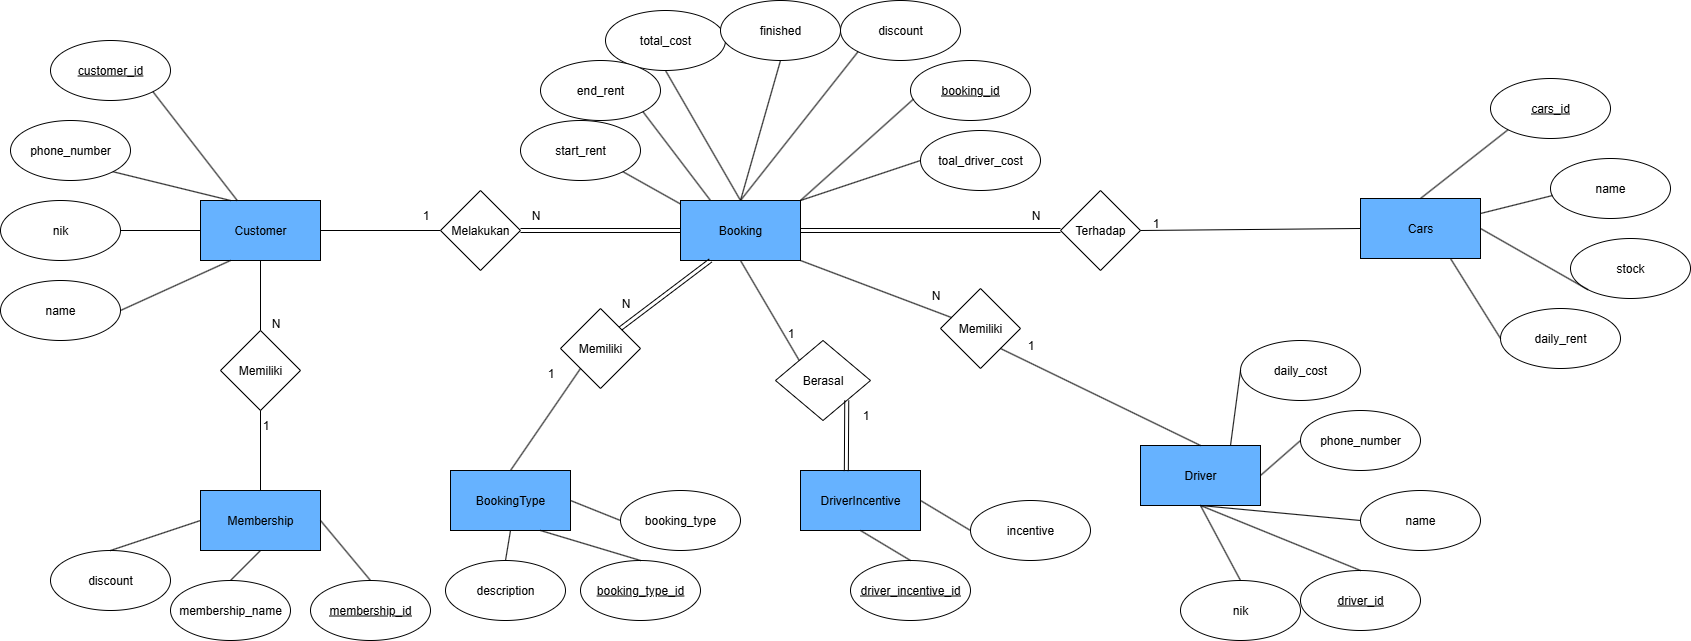 finished
discount
total_cost
customer_id
end_rent
booking_id
cars_id
phone_number
start_rent
toal_driver_cost
name
nik
Customer
1
Melakukan
N
Booking
N
Terhadap
1
Cars
stock
name
N
Memiliki
1
N
Memiliki
1
1
Berasal
1
N
Memiliki
1
daily_rent
daily_cost
phone_number
Driver
name
nik
driver_id
Membership
discount
membership_name
membership_id
BookingType
booking_type
description
booking_type_id
DriverIncentive
incentive
driver_incentive_id